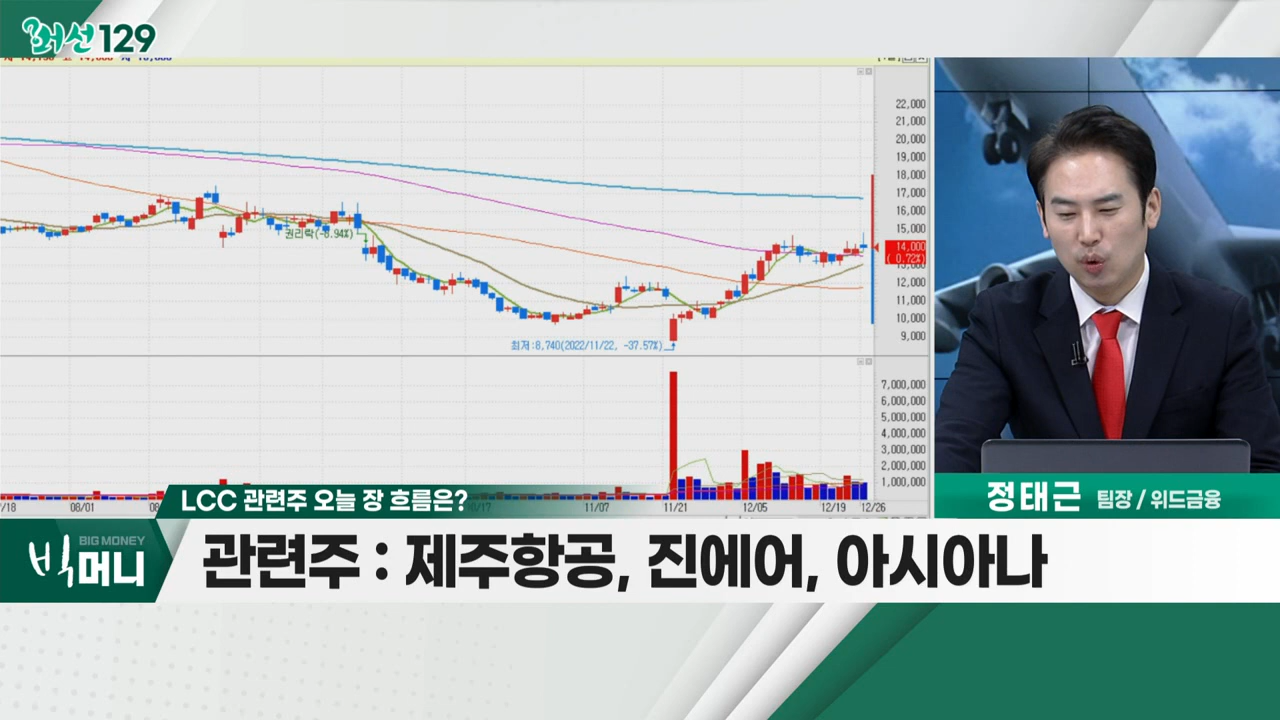 최선129
22,000
21,000
20,000
19,000
18,000
17,000
16,000
15,000
14,000
( 0.72%)
13,000
12,000
11,000
10,000
9,000
권리락(-6.94%)
최저:8,740(2022/11/22, -37.57%)
7,000,000
6,000,000
5,000,000
4,000,000
3,000,000
2,000,000
1,000,000
/18 08/01 11/07 11/21 12/05 12/19 12/26
LCC 관련주 오늘 장 흐름은?
정태근 팀장 / 위드금융
BIG MONEY
빅머니
관련주 : 제주항공, 진에어, 아시아나